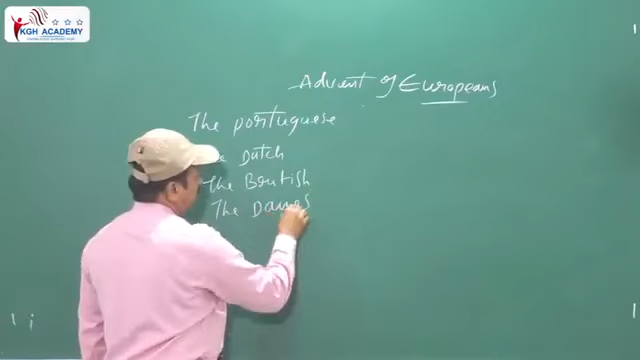 KGH ACADEMY
Advent of Europeans
The portuguese
Dutch
The British
The Danes